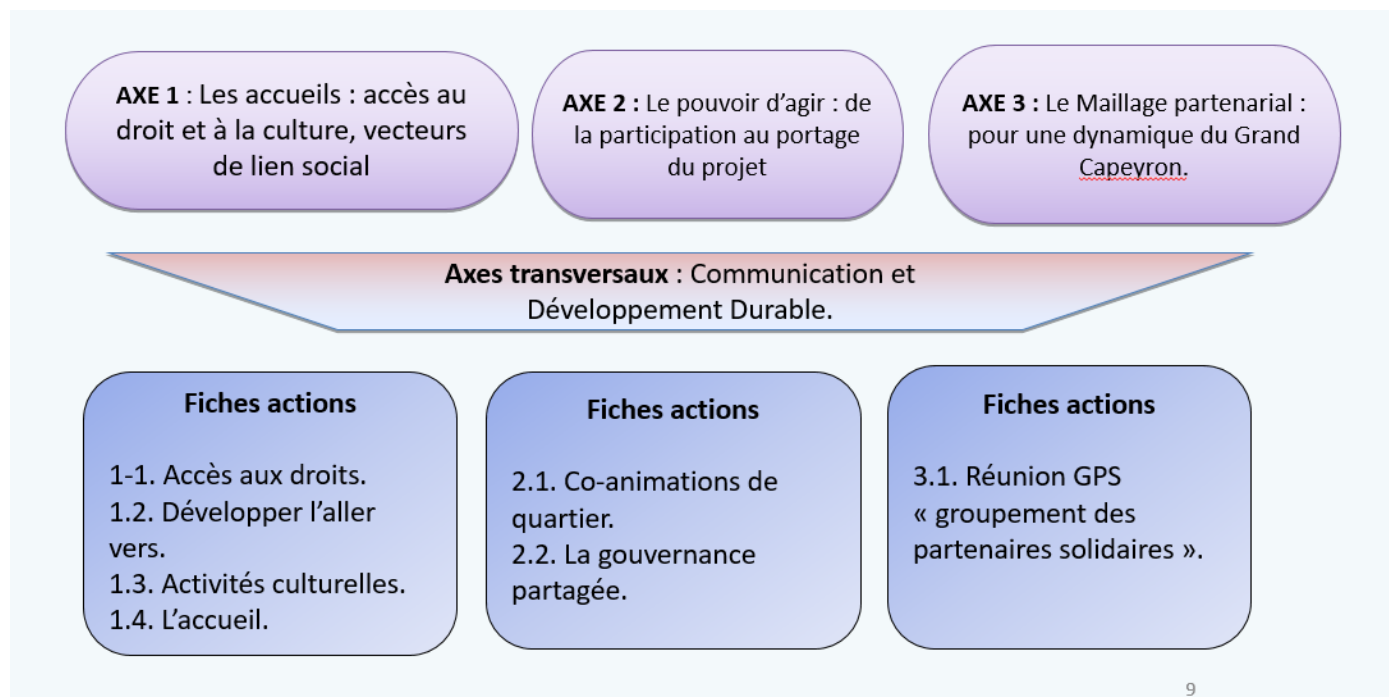 AXE 1 : Les accueils : accès au
droit et à la culture, vecteurs
de lien social
AXE 2 : Le pouvoir d’agir : de
la participation au portage
du projet
AXE 3 : Le Maillage partenarial :
pour une dynamique du Grand
Capeyron.
Axes transversaux : Communication et
Développement Durable.
Fiches actions
1-1. Accès aux droits.
1.2. Développer l’aller
vers.
1.3. Activités culturelles.
1.4. L’accueil.
Fiches actions
2.1. Co-animations de
quartier.
2.2. La gouvernance
partagée.
Fiches actions
3.1. Réunion GPS
« groupement des
partenaires solidaires ».
9